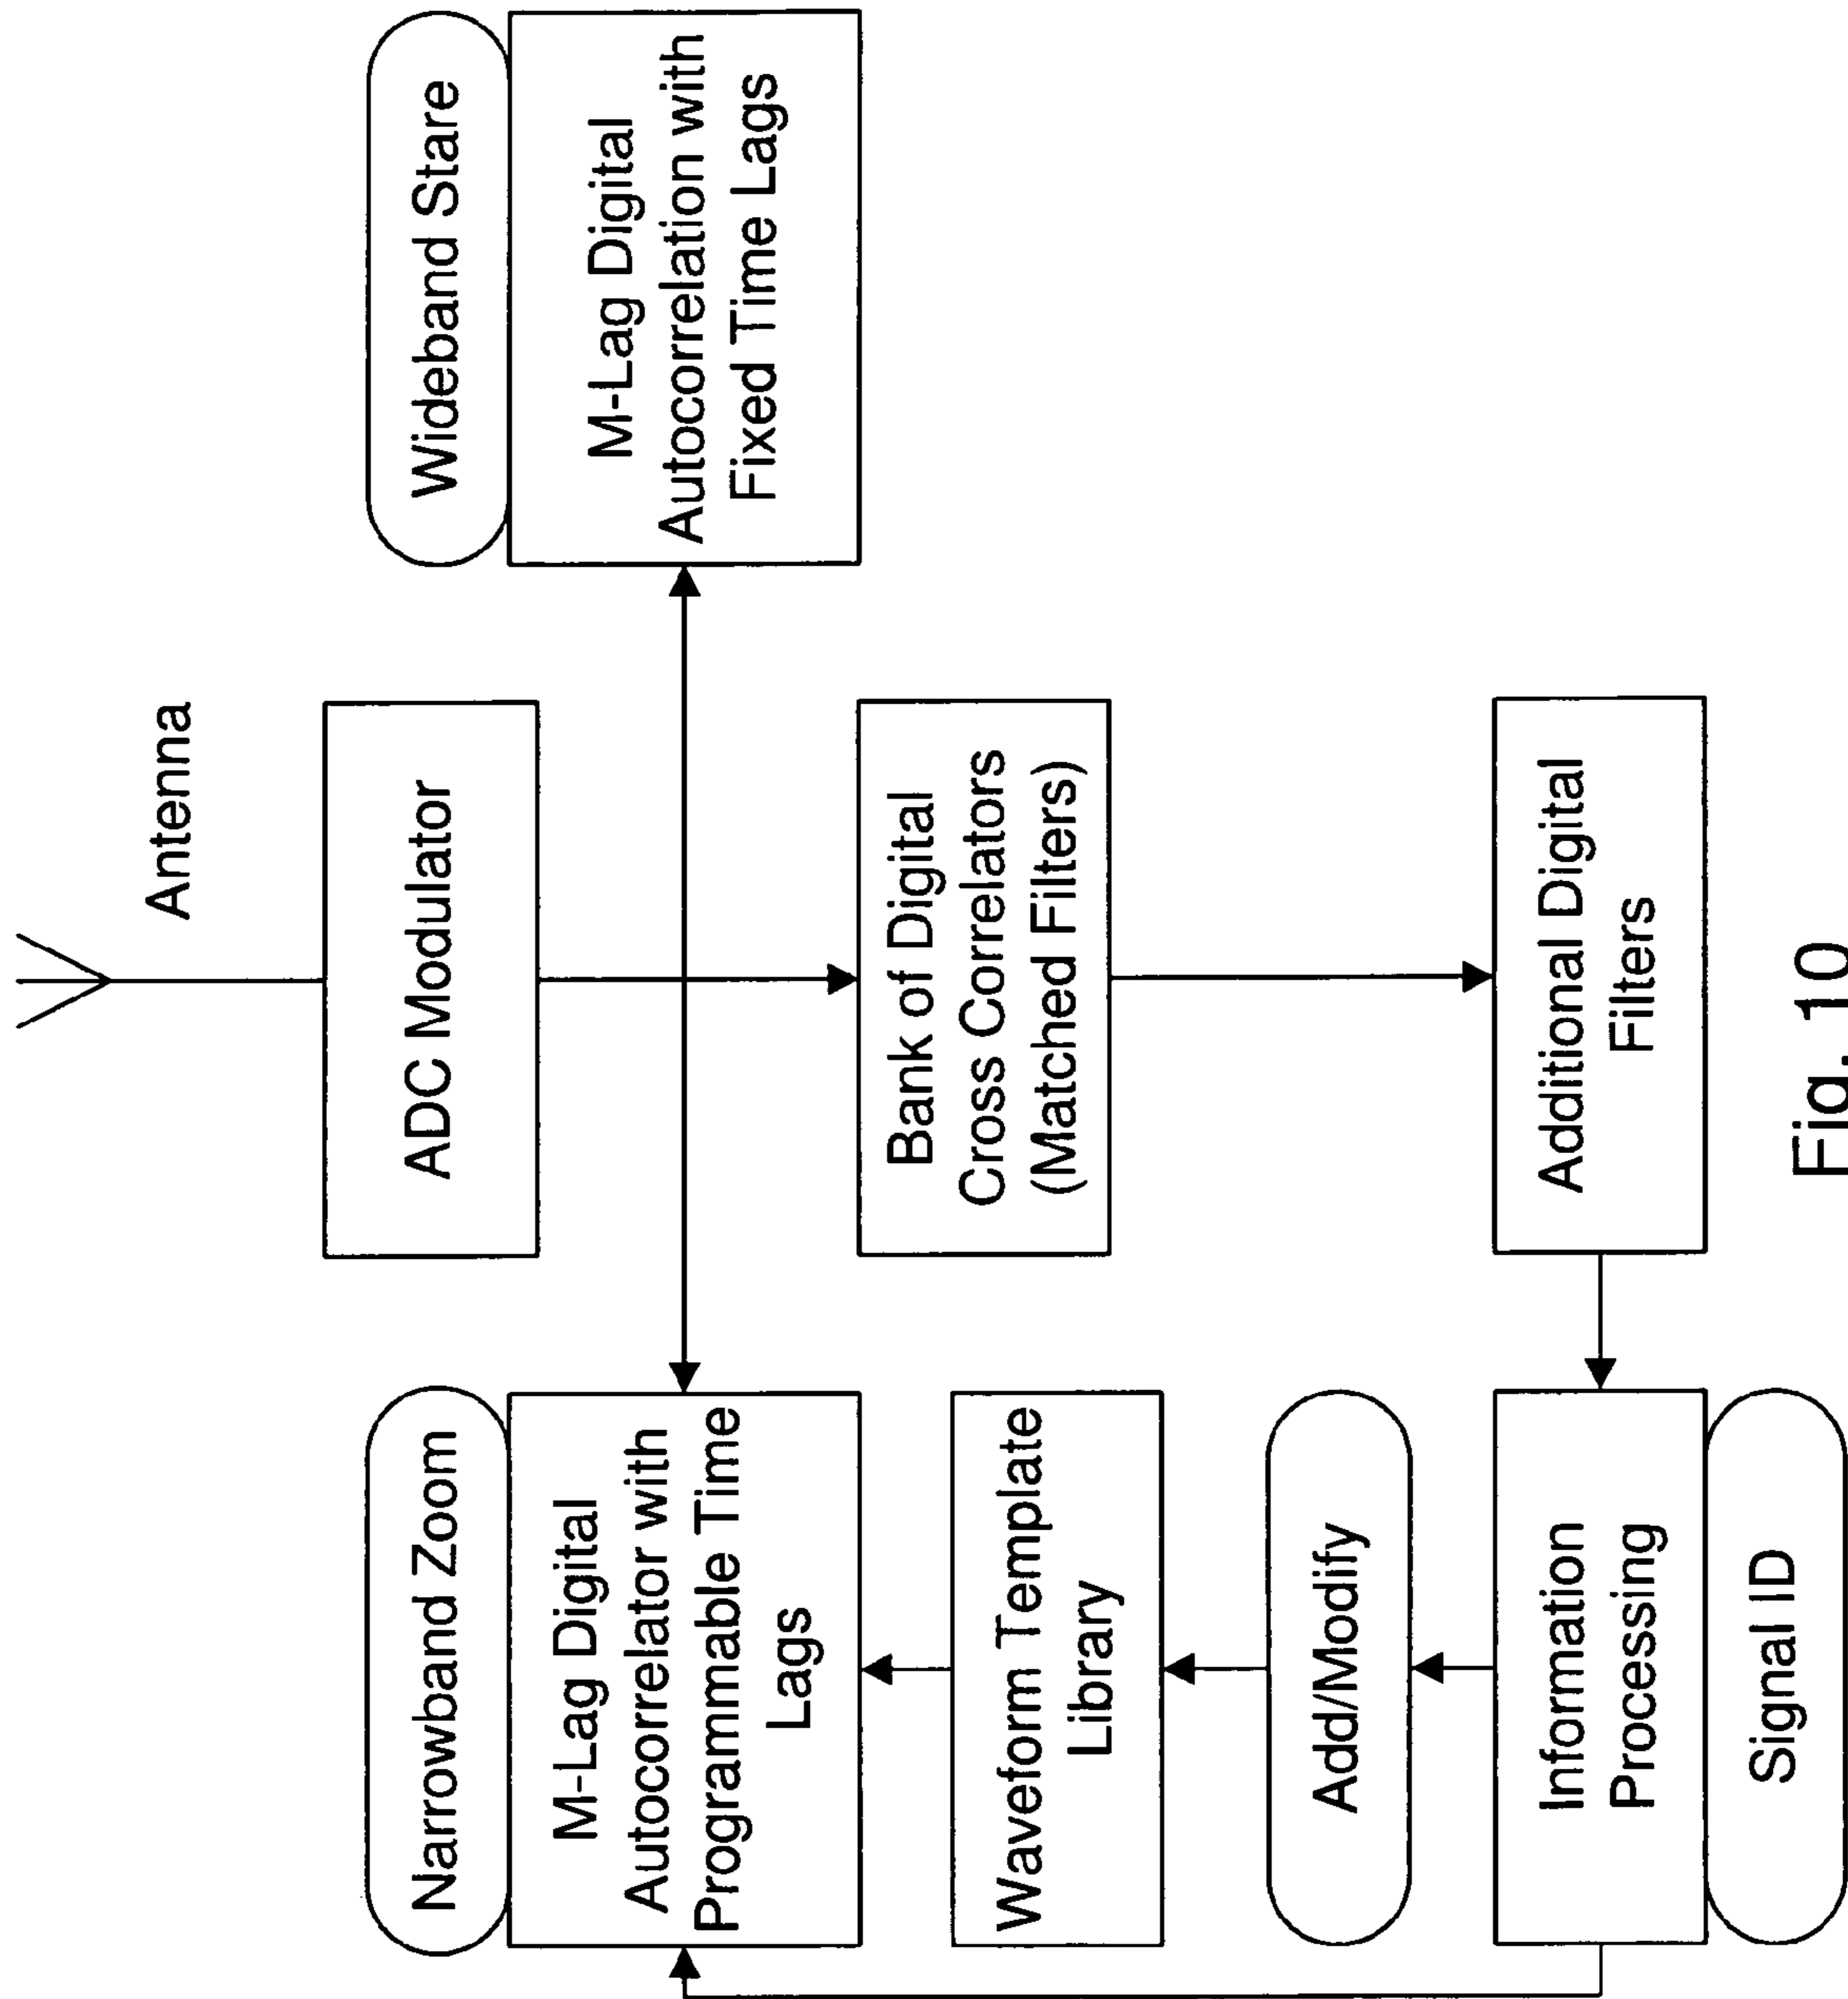 Antenna
ADC Modulator
Narrowband Zoom
M-Lag Digital
Autocorrelator with
Programmable Time
Lags
Wideband Stare
M-Lag Digital
Autocorrelation with
Fixed Time Lags
Bank of Digital
Cross Correlators
(Matched Filters)
Waveform Template
Library
Add/Modify
Information
Processing
Signal ID
Additional Digital
Filters
Fig. 10